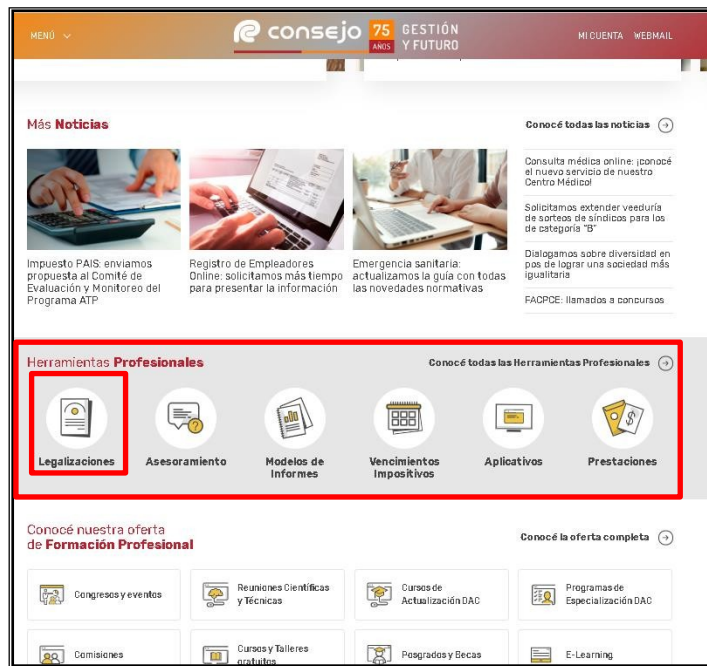 MENÚ
consejo 75 AÑOS GESTIÓN Y FUTURO
MI CUENTA WEBMAIL
Más Noticias
Conocé todas las noticias
Impuesto PAIS: enviamos
propuesta al Comité de
Evaluación y Monitoreo del
Programa ATP
Registro de Empleadores
Online: solicitamos más tiempo
para presentar la información
Emergencia sanitaria:
actualizamos la guía con todas
las novedades normativas
Consulta médica online: ¡conocé
el nuevo servicio de nuestro
Centro Médico!
Solicitamos extender veeduría
de sorteos de síndicos para los
de categoría "B"
Dialogamos sobre diversidad en
pos de lograr una sociedad más
igualitaria
FACPCE: llamados a concursos
Herramientas Profesionales
Conocé todas las Herramientas Profesionales
Legalizaciones
Asesoramiento
Modelos de
Informes
Vencimientos
Impositivos
Aplicativos
Prestaciones
Conocé nuestra oferta
de Formación Profesional
Conocé la oferta completa
Congresos y eventos
Reuniones Científicas
y Técnicas
Cursos de
Actualización DAC
Programas de
Especialización DAC
Comisiones
Cursos y Talleres
gratuitos
Posgrados y Becas
E-Learning